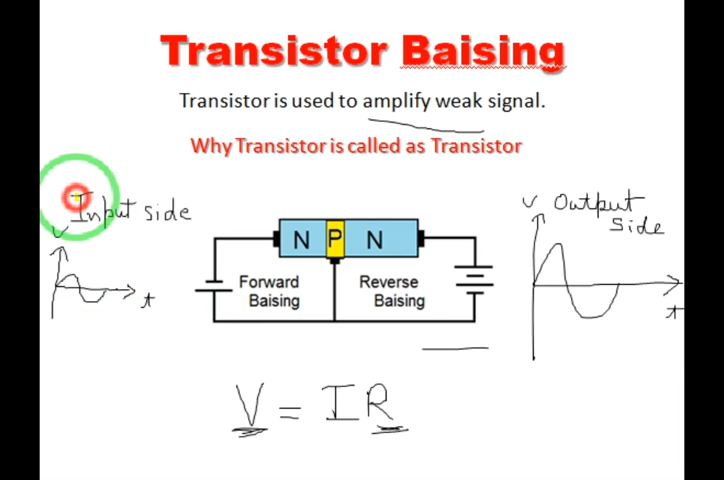 Transistor Baising
Transistor is used to amplify weak signal.
Why Transistor is called as Transistor
Input side
V
t
N P N
Forward
Baising
Reverse
Baising
V Output
side
t
V = IR